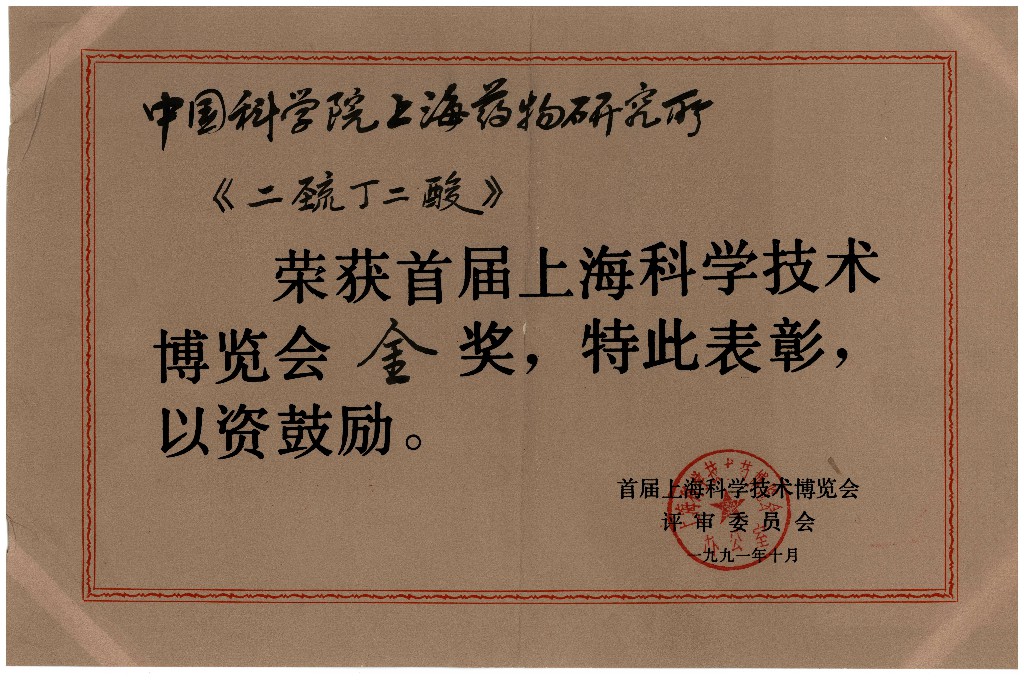 中国科学院上海药物研究所
《二巯丁二酸》
荣获首届上海科学技术
博览会金奖，特此表彰，
以资鼓励。
首届上海科学技术博览会
评审委员会
一九九一年十月
办公室